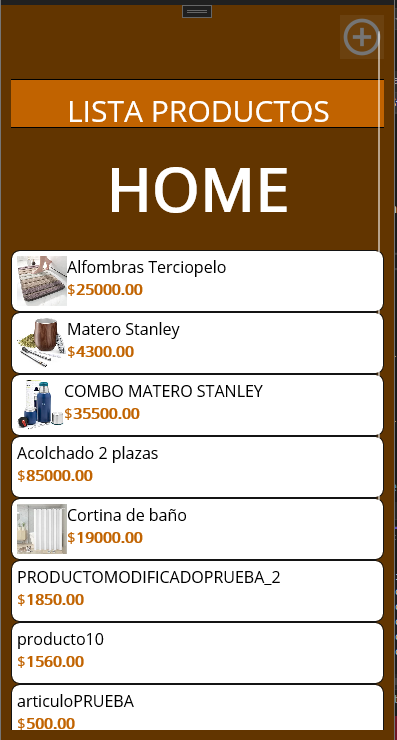 LISTA PRODUCTOS
HOME
Alfombras Terciopelo
$25000.00
Matero Stanley
$4300.00
COMBO MATERO STANLEY
$35500.00
Acolchado 2 plazas
$85000.00
Cortina de baño
$19000.00
PRODUCTOMODIFICADOPRUEBA_2
$1850.00
producto10
$1560.00
articuloPRUEBA
$500.00